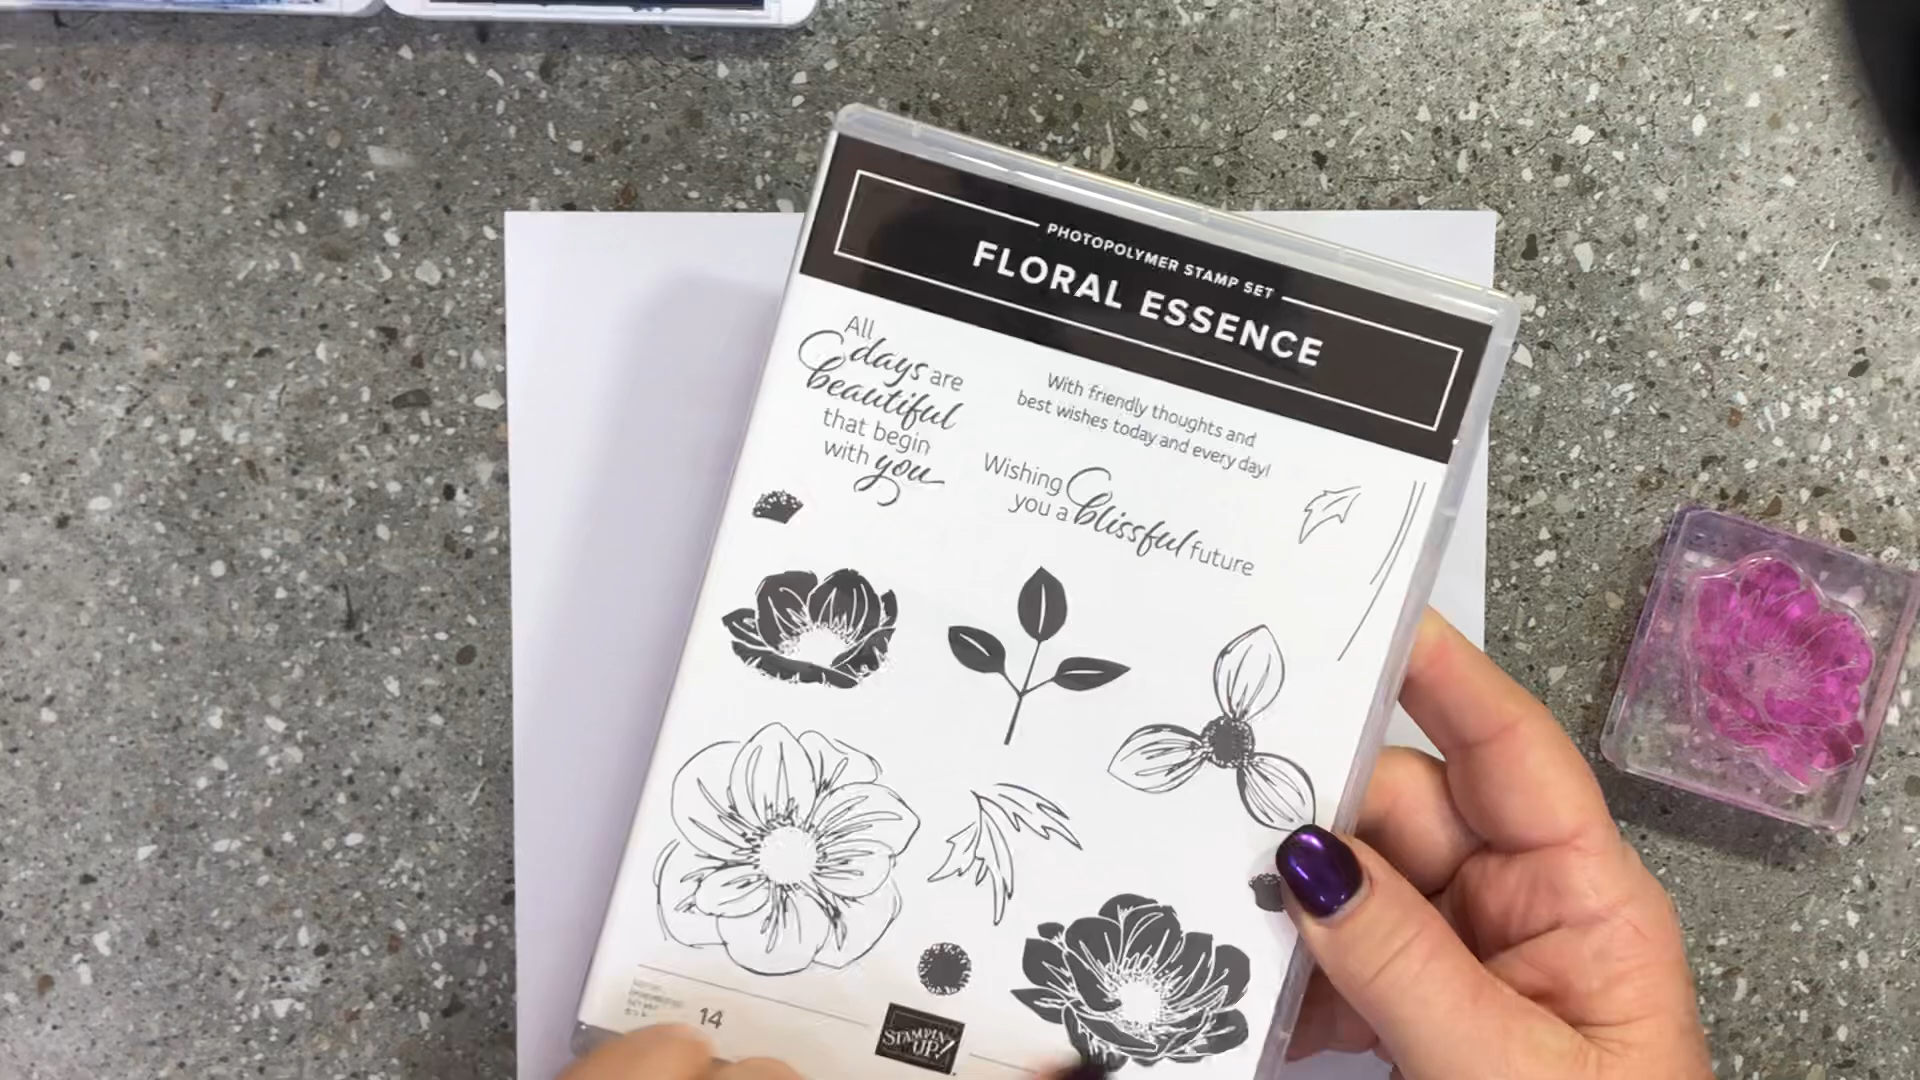 PHOTOPOLYMER STAMP SET
FLORAL ESSENCE
All
days are
beautiful
that begin
with you
With friendly thoughts and
best wishes today and every day!
Wishing
you a blissful future
14
STAMPIN'
UP!